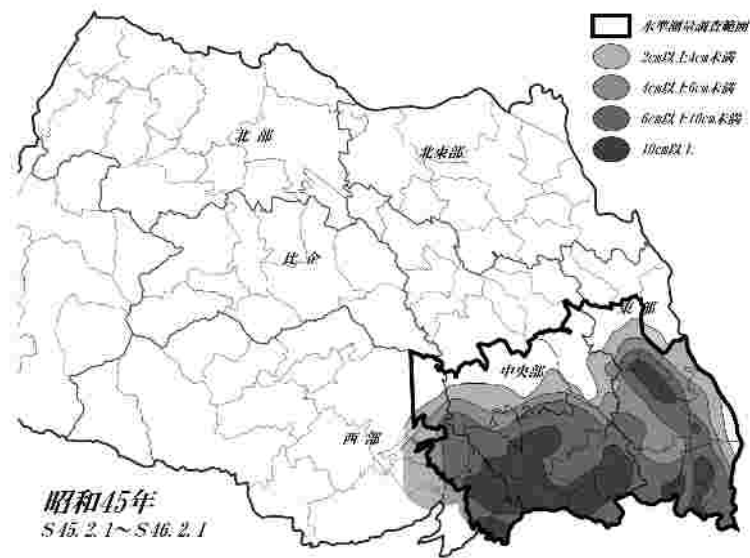 水準測量調査範囲
2cm以上4cm未満
4cm以上6cm未満
6cm以上10cm未満
10cm以上
北部
北東部
比企
東部
中央部
西部
昭和45年
S45.2.1～S46.2.1